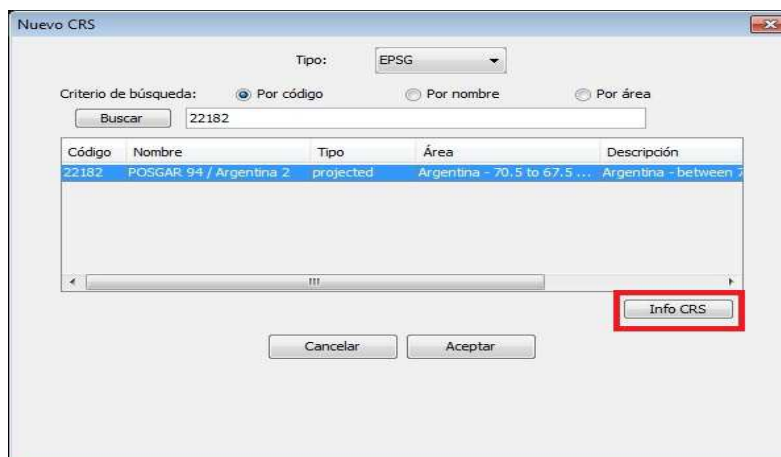 Nuevo CRS
Tipo: EPSG
Criterio de búsqueda: Por código Por nombre Por área
Buscar 22182
Código Nombre Tipo Área Descripción
22182 POSGAR 94 / Argentina 2 projected Argentina - 70.5 to 67.5 ... Argentina - between 7
Info CRS
Cancelar Aceptar